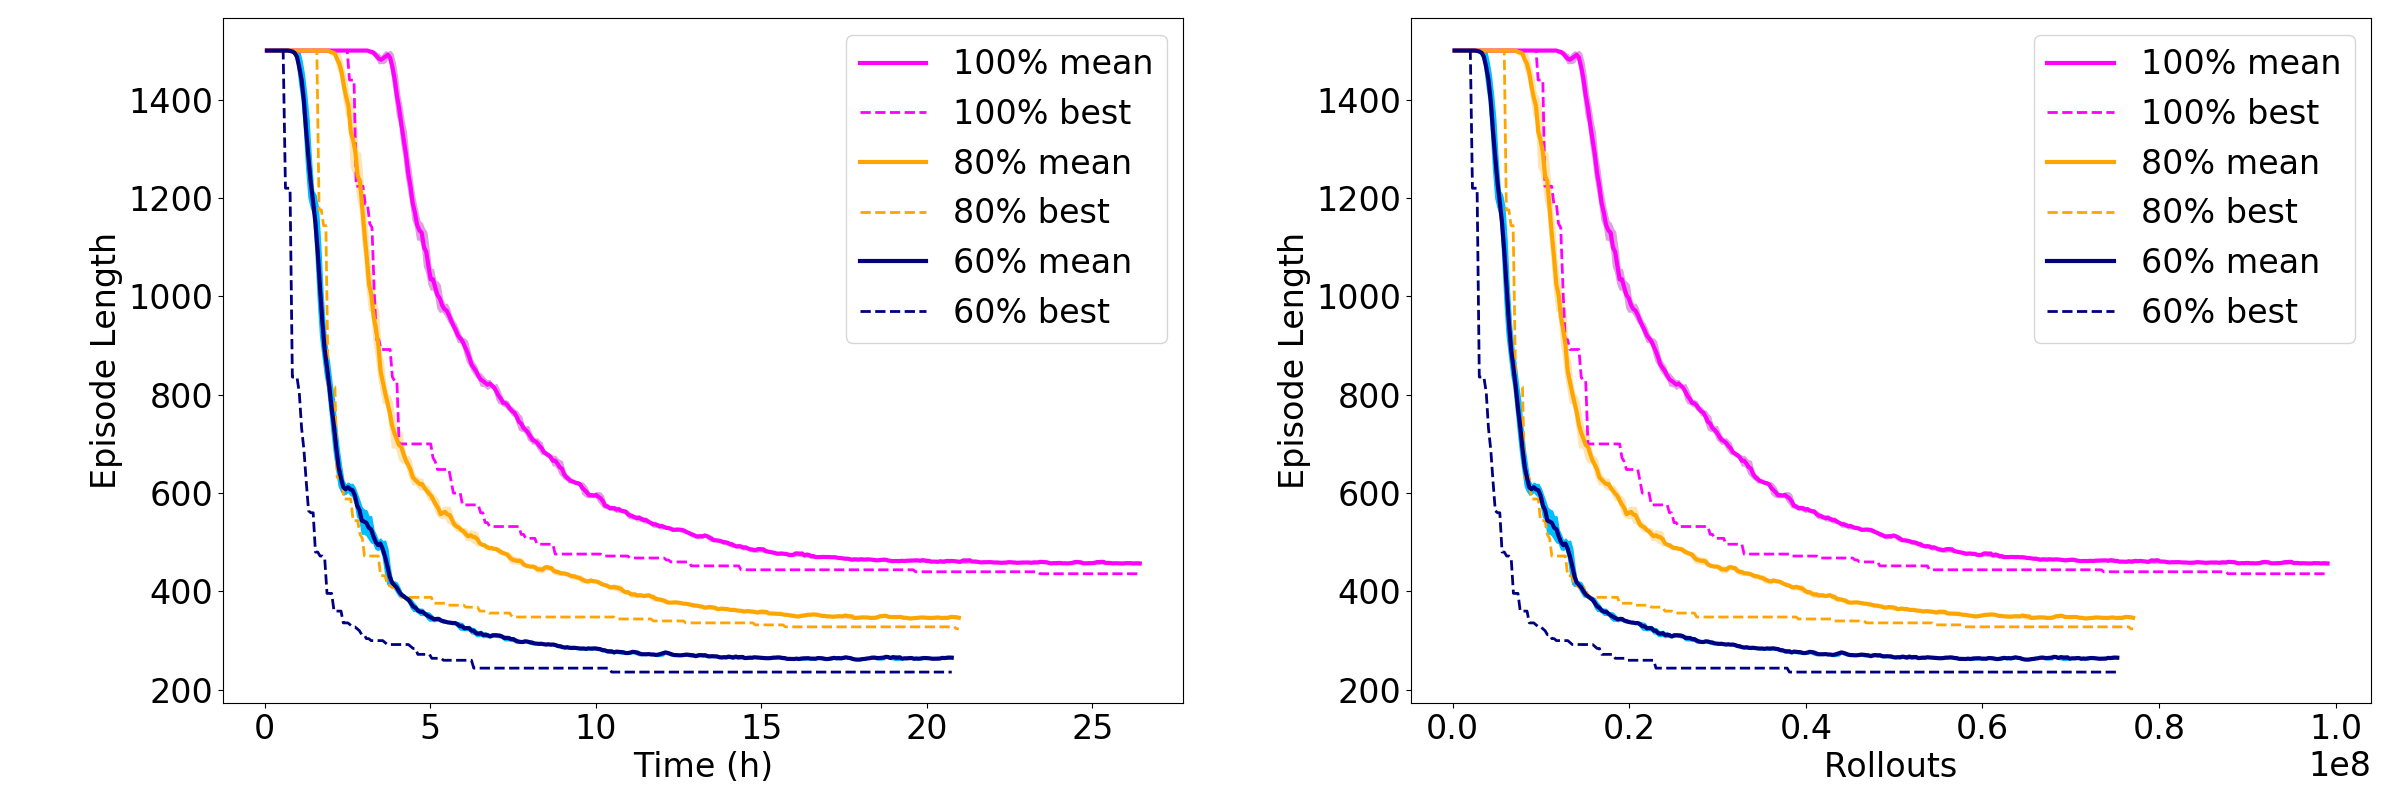 Episode Length
1400
1200
1000
800
600
400
200
0
5
10
15
20
25
Time (h)
100% mean
100% best
80% mean
80% best
60% mean
60% best
Episode Length
1400
1200
1000
800
600
400
200
0.0
0.2
0.4
0.6
0.8
1.0
1e8
Rollouts
100% mean
100% best
80% mean
80% best
60% mean
60% best